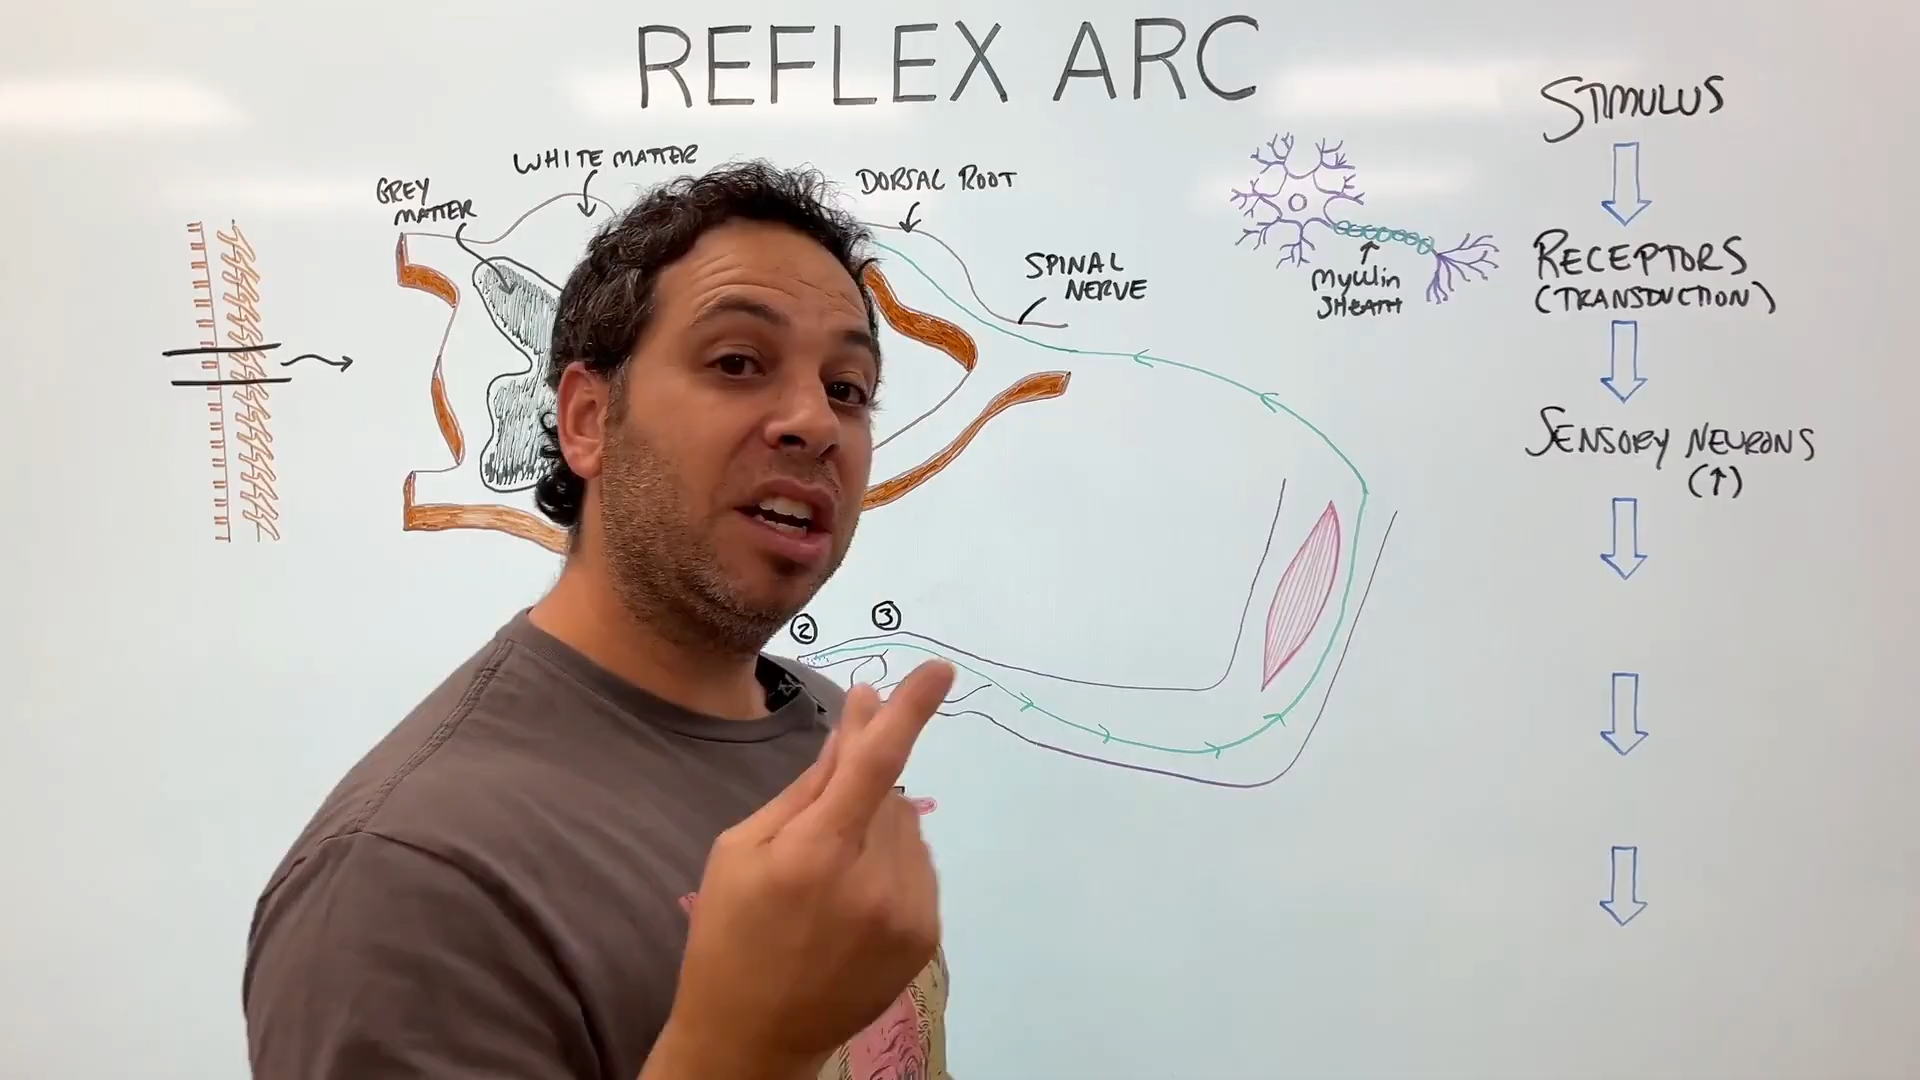 REFLEX ARC
WHITE MATTER
GREY
MATTER
DORSAL ROOT
SPINAL
NERVE
Myelin
SHEATH
STIMULUS
RECEPTORS
(TRANSDUCTION)
SENSORY NEURONS
(↑)
②
③